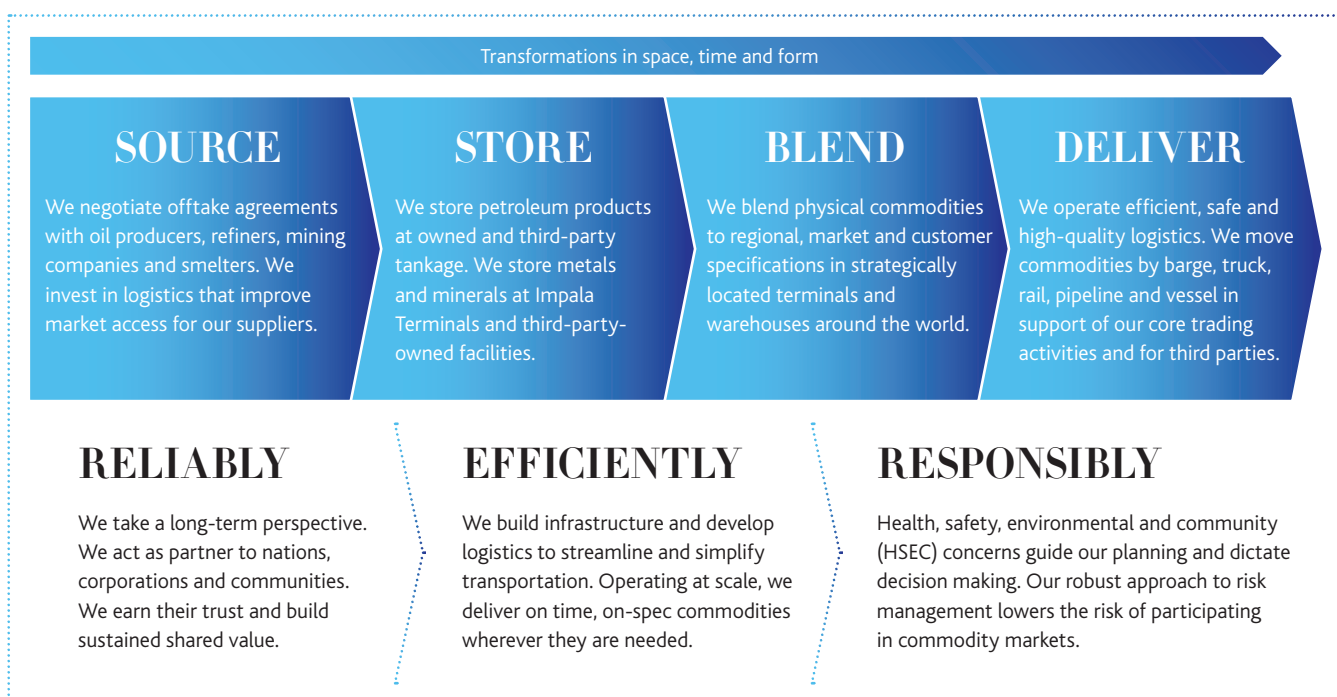 Transformations in space, time and form
SOURCE
We negotiate offtake agreements
with oil producers, refiners, mining
companies and smelters. We
invest in logistics that improve
market access for our suppliers.
STORE
We store petroleum products
at owned and third-party
tankage. We store metals
and minerals at Impala
Terminals and third-party-
owned facilities.
BLEND
We blend physical commodities
to regional, market and customer
specifications in strategically
located terminals and
warehouses around the world.
DELIVER
We operate efficient, safe and
high-quality logistics. We move
commodities by barge, truck,
rail, pipeline and vessel in
support of our core trading
activities and for third parties.
RELIABLY
We take a long-term perspective.
We act as partner to nations,
corporations and communities.
We earn their trust and build
sustained shared value.
EFFICIENTLY
We build infrastructure and develop
logistics to streamline and simplify
transportation. Operating at scale, we
deliver on time, on-spec commodities
wherever they are needed.
RESPONSIBLY
Health, safety, environmental and community
(HSEC) concerns guide our planning and dictate
decision making. Our robust approach to risk
management lowers the risk of participating
in commodity markets.